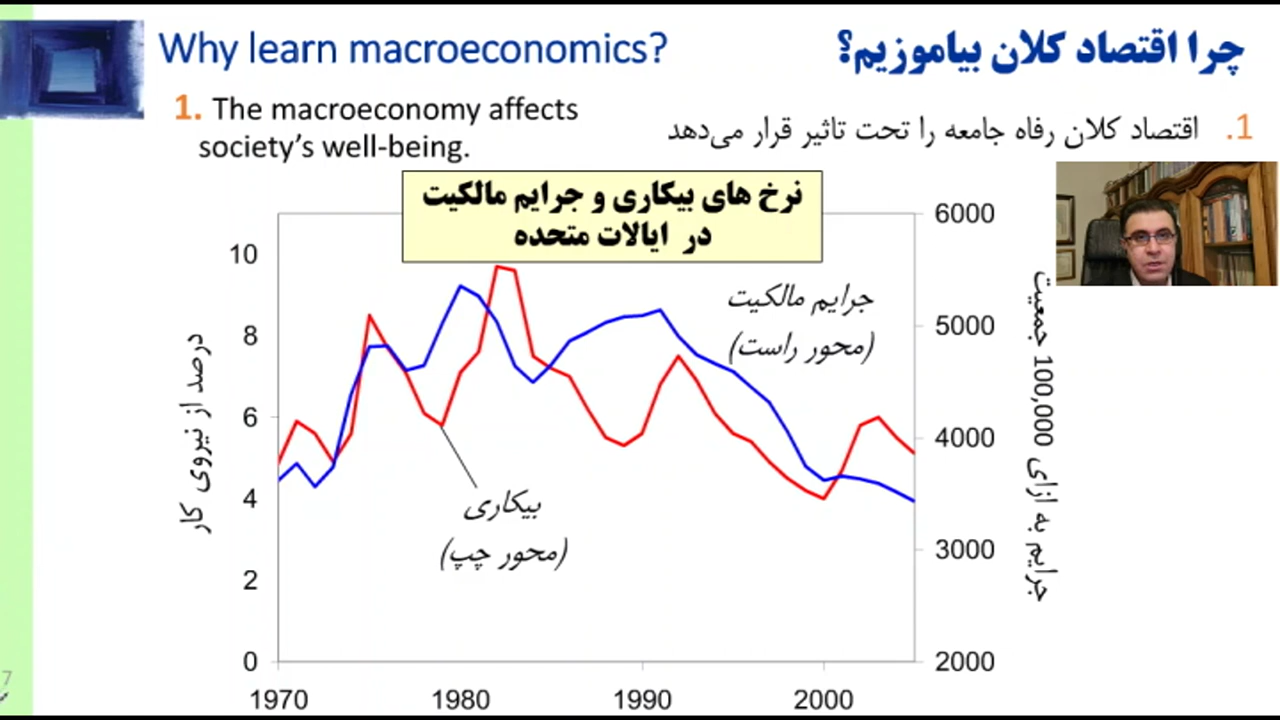 Why learn macroeconomics?
چرا اقتصاد کلان بیاموزیم؟
1. The macroeconomy affects
society’s well-being.
1. اقتصاد کلان رفاه جامعه را تحت تاثیر قرار می‌دهد
نرخ های بیکاری و جرایم مالکیت
در ایالات متحده
درصد از نیروی کار
10
8
6
4
2
0
جرایم مالکیت
(محور راست)
بیکاری
(محور چپ)
6000
5000
4000
3000
2000
جرایم به ازای 100,000 جمعیت
1970 1980 1990 2000
7